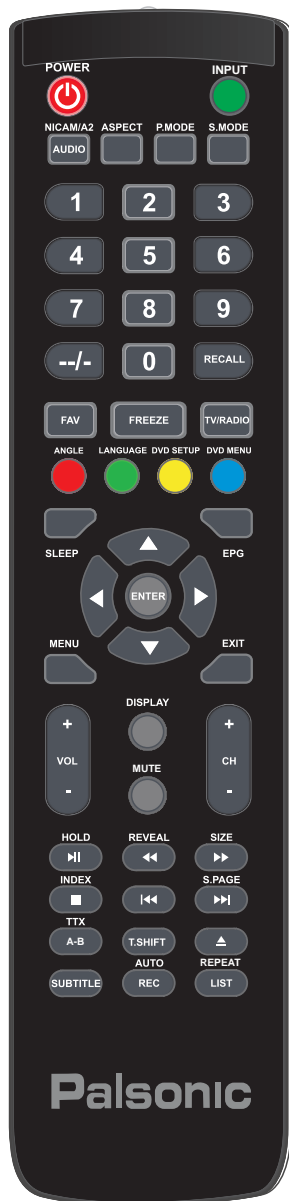 POWER INPUT
NICAM/A2 ASPECT P.MODE S.MODE
AUDIO
1 2 3
4 5 6
7 8 9
--/- 0 RECALL
FAV FREEZE TV/RADIO
ANGLE LANGUAGE DVD SETUP DVD MENU
SLEEP EPG
ENTER
MENU EXIT
DISPLAY
+ +
VOL MUTE CH
- -
HOLD REVEAL SIZE
INDEX S.PAGE
TTX
A-B T.SHIFT
AUTO REPEAT
SUBTITLE REC LIST
Palsonic